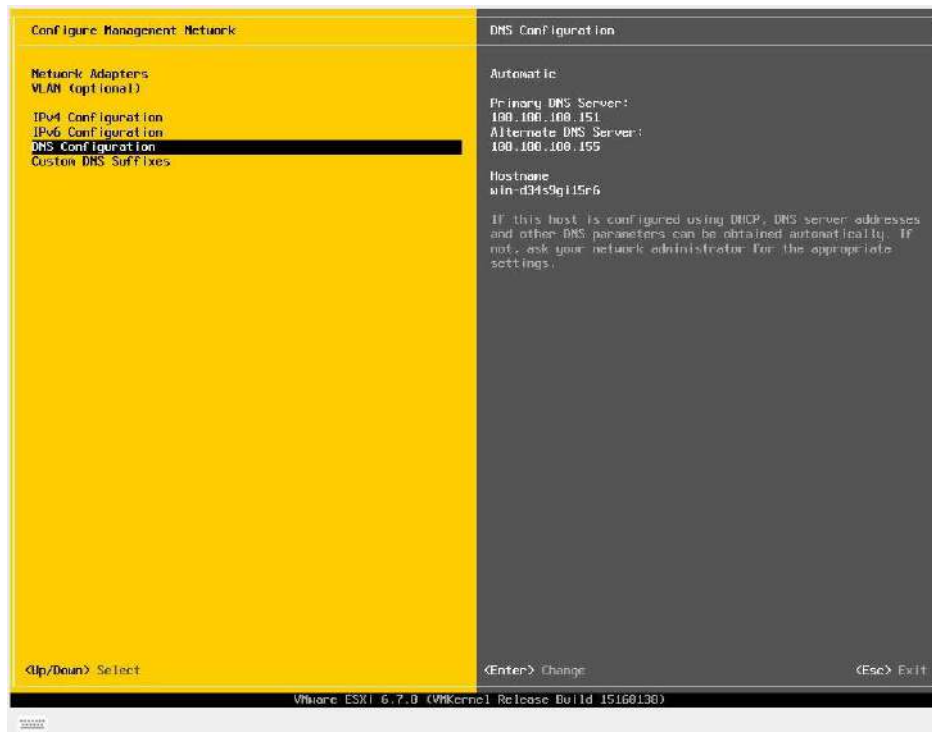 Configure Management Network
Network Adapters
VLAN (optional)
IPv4 Configuration
IPv6 Configuration
DNS Configuration
Custom DNS Suffixes
<Up/Down> Select
DNS Configuration
Automatic
Primary DNS Server:
100.100.100.151
Alternate DNS Server:
100.100.100.155
Hostname
win-d34s9gi15r6
If this host is configured using DHCP, DNS server addresses
and other DNS parameters can be obtained automatically. If
not, ask your network administrator for the appropriate
settings.
<Enter> Change
<Esc> Exit
VMware ESXi 6.7.0 (VMKernel Release Build 15160138)